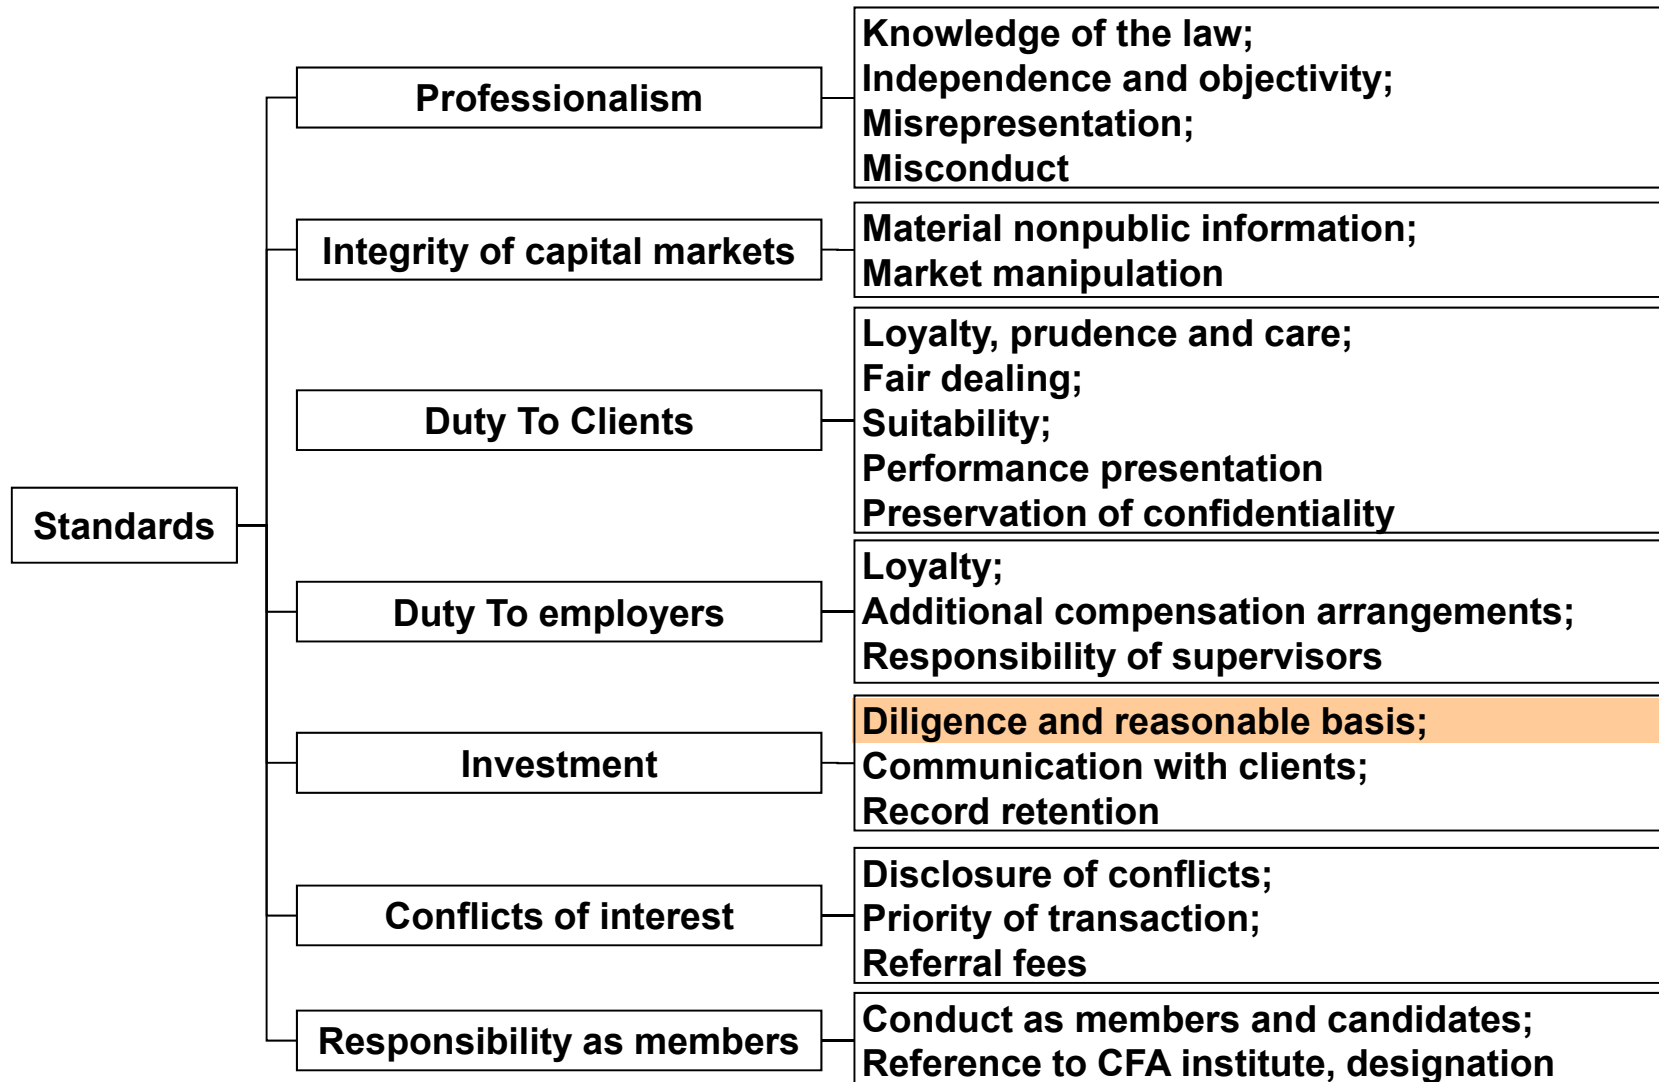 Standards
Professionalism
Knowledge of the law;
Independence and objectivity;
Misrepresentation;
Misconduct
Integrity of capital markets
Material nonpublic information;
Market manipulation
Duty To Clients
Loyalty, prudence and care;
Fair dealing;
Suitability;
Performance presentation
Preservation of confidentiality
Duty To employers
Loyalty;
Additional compensation arrangements;
Responsibility of supervisors
Investment
Diligence and reasonable basis;
Communication with clients;
Record retention
Conflicts of interest
Disclosure of conflicts;
Priority of transaction;
Referral fees
Responsibility as members
Conduct as members and candidates;
Reference to CFA institute, designation